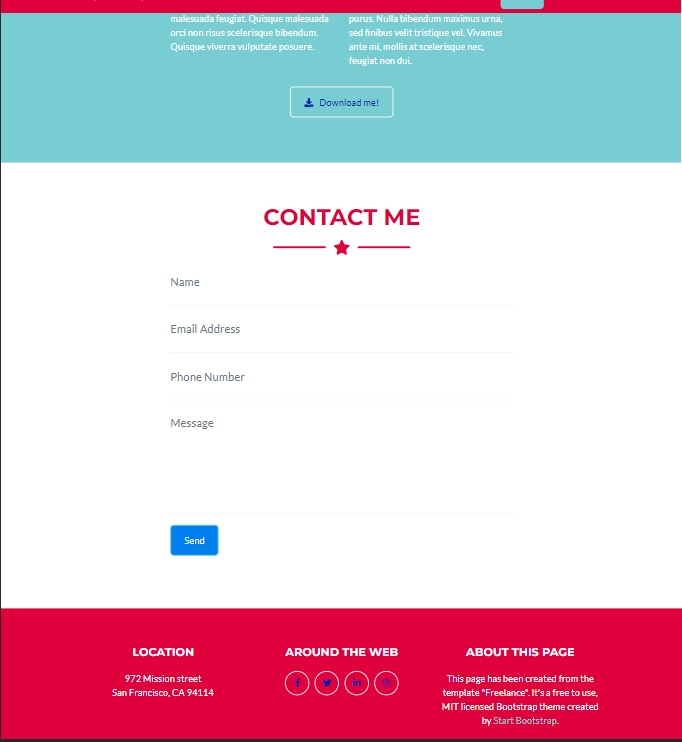 malesuada feugiat. Quisque malesuada
orci non risus scelerisque bibendum.
Quisque viverra vulputate posuere.
purus. Nulla bibendum maximus urna,
sed finibus velit tristique vel. Vivamus
ante mi, mollis at scelerisque nec,
feugiat non dui.
Download me!
CONTACT ME
Name
Email Address
Phone Number
Message
Send
LOCATION
972 Mission street
San Francisco, CA 94114
AROUND THE WEB
ABOUT THIS PAGE
This page has been created from the
template "Freelance". It's a free to use,
MIT licensed Bootstrap theme created
by Start Bootstrap.